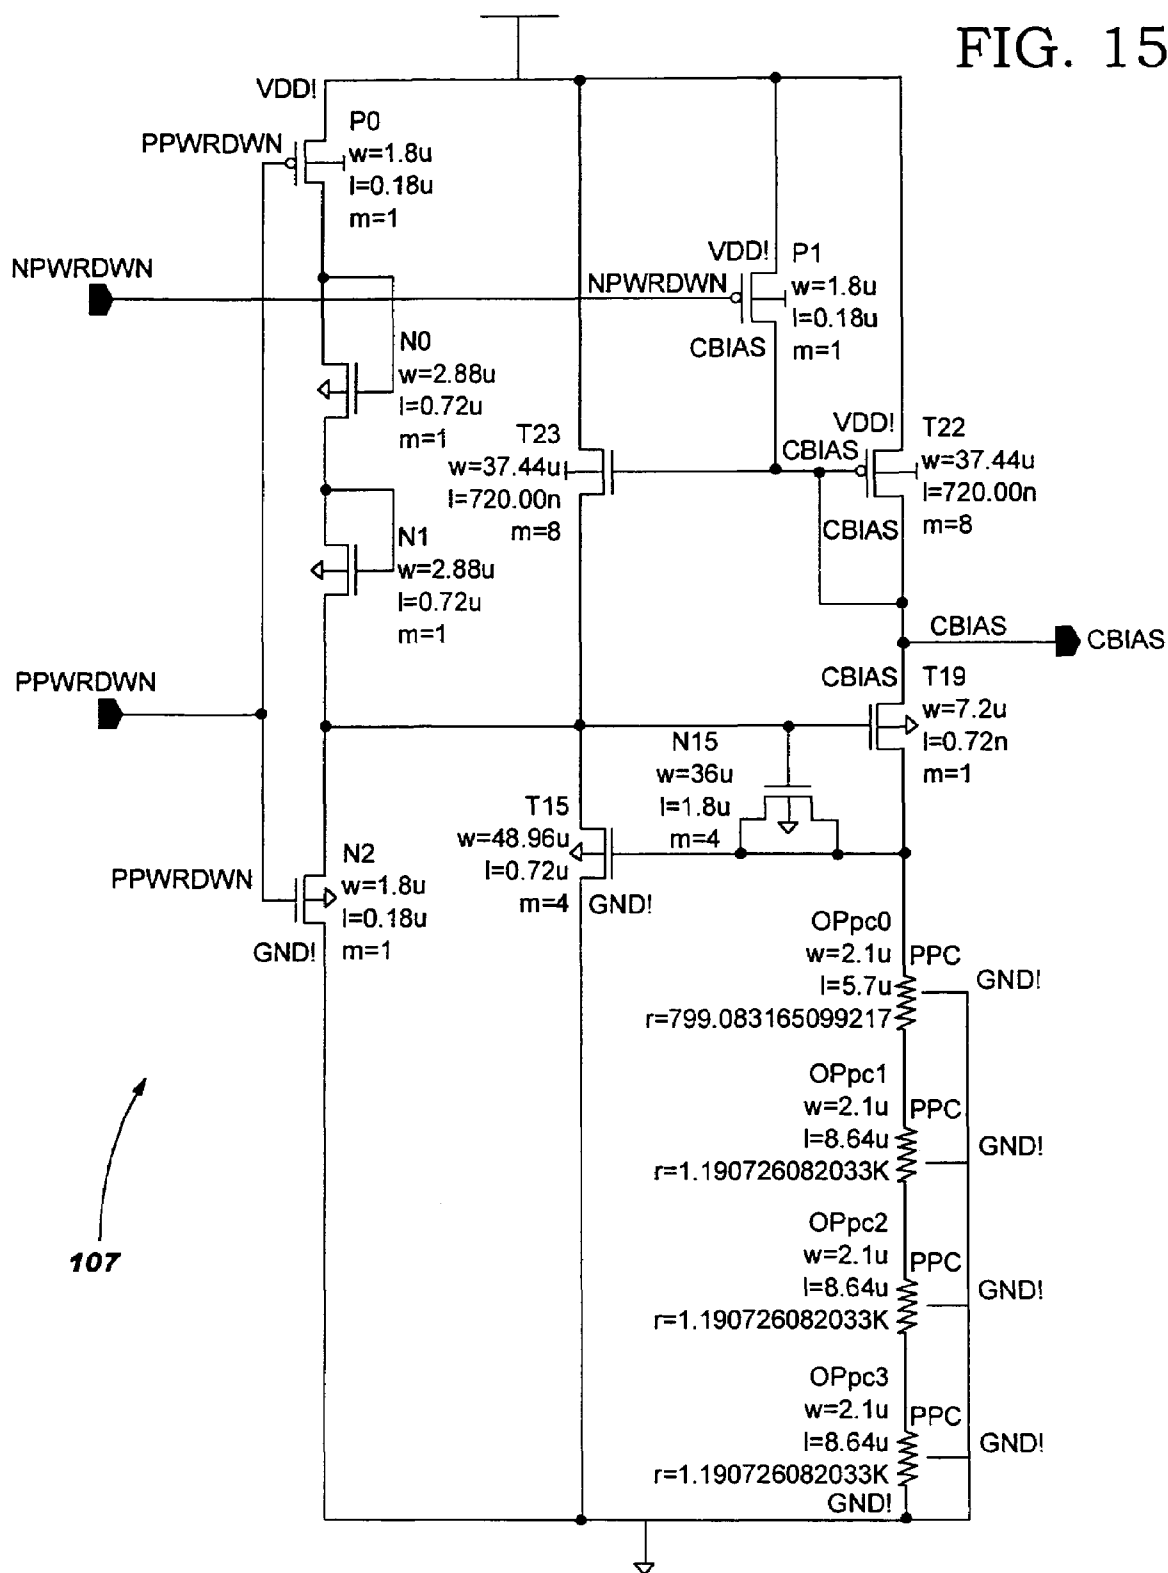 FIG. 15
VDD!
P0
PPWRDWN
w=1.8u
l=0.18u
m=1
NPWRDWN
NPWRDWN
VDD!
P1
w=1.8u
l=0.18u
m=1
CBIAS
N0
w=2.88u
l=0.72u
m=1
T23
w=37.44u
l=720.00n
m=8
CBIAS
VDD!
T22
w=37.44u
l=720.00n
m=8
CBIAS
N1
w=2.88u
l=0.72u
m=1
CBIAS
CBIAS
PPWRDWN
CBIAS
T19
w=7.2u
l=0.72n
m=1
N15
w=36u
l=1.8u
m=4
T15
w=48.96u
l=0.72u
m=4
GND!
N2
PPWRDWN
w=1.8u
l=0.18u
m=1
GND!
OPpc0
w=2.1u
PPC
l=5.7u
GND!
r=799.083165099217
OPpc1
w=2.1u
PPC
l=8.64u
GND!
r=1.190726082033K
OPpc2
w=2.1u
PPC
l=8.64u
GND!
r=1.190726082033K
OPpc3
w=2.1u
PPC
l=8.64u
GND!
r=1.190726082033K
GND!
107